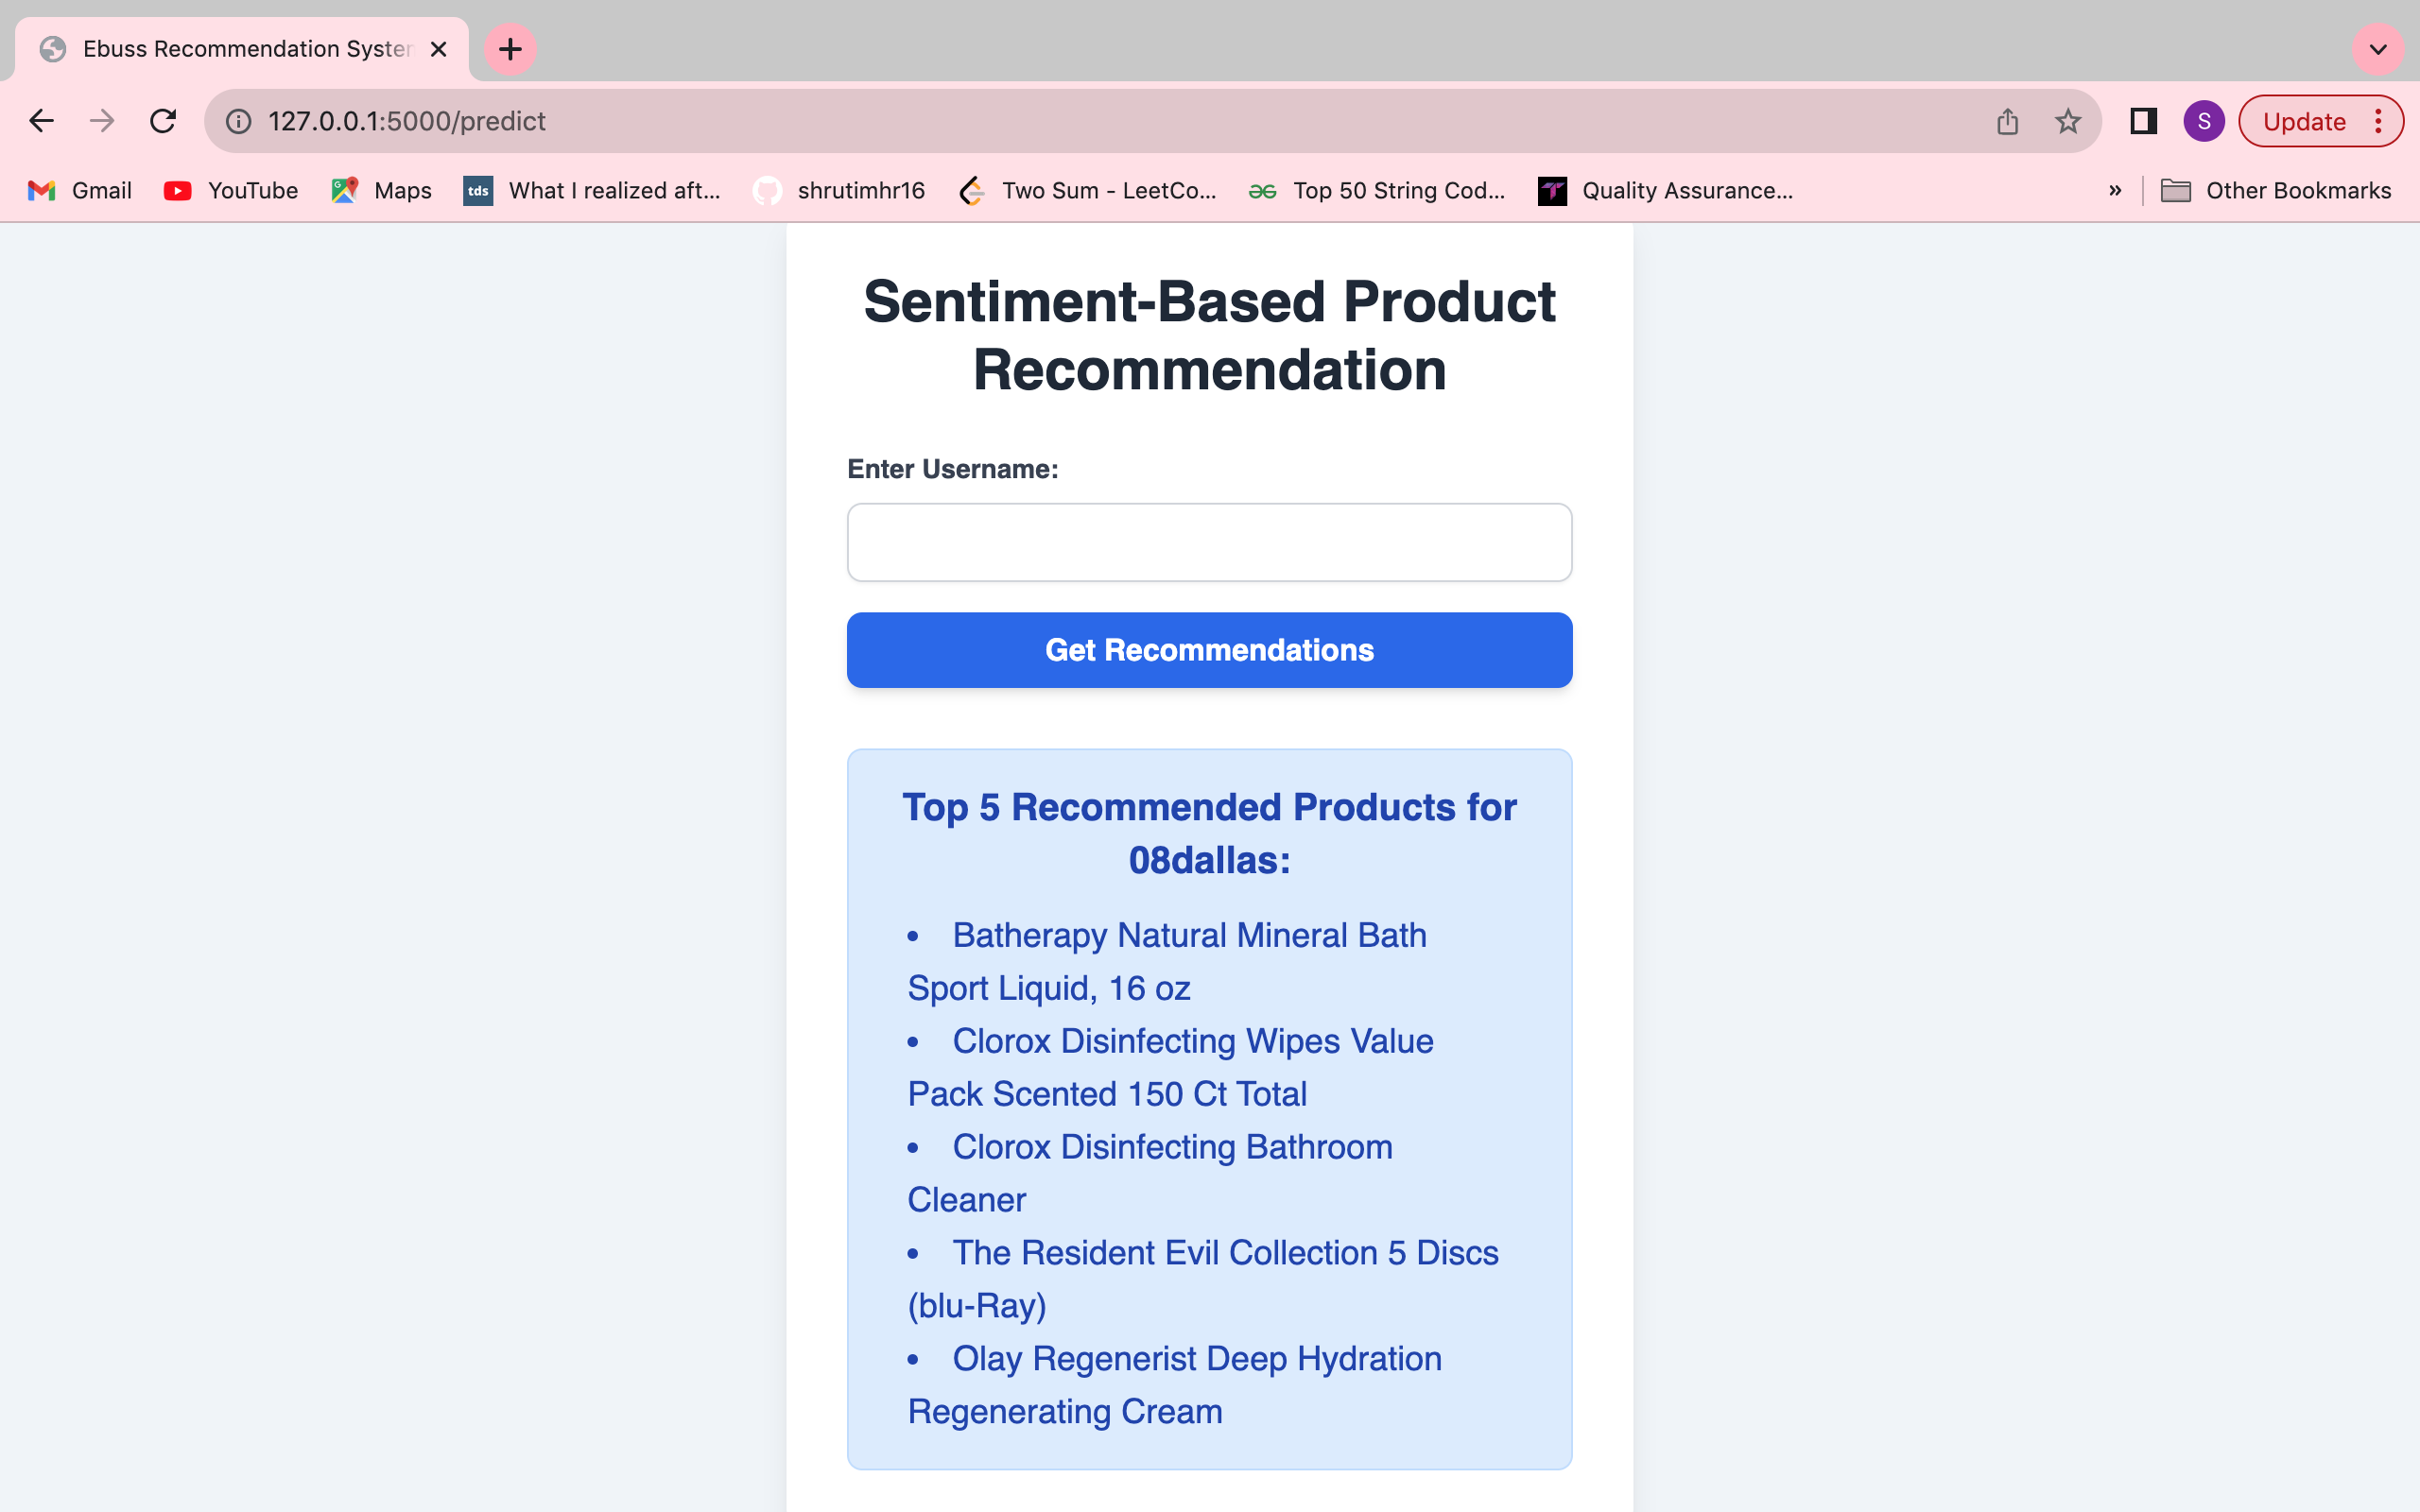 Ebuss Recommendation Syster
127.0.0.1:5000/predict
S
Update
Gmail
YouTube
Maps
tds
What I realized aft...
shrutimhr16
Two Sum - LeetCo...
Top 50 String Cod...
Quality Assurance...
»
Other Bookmarks
Sentiment-Based Product
Recommendation
Enter Username:
Get Recommendations
Top 5 Recommended Products for
08dallas:
• Batherapy Natural Mineral Bath
Sport Liquid, 16 oz
• Clorox Disinfecting Wipes Value
Pack Scented 150 Ct Total
• Clorox Disinfecting Bathroom
Cleaner
• The Resident Evil Collection 5 Discs
(blu-Ray)
• Olay Regenerist Deep Hydration
Regenerating Cream